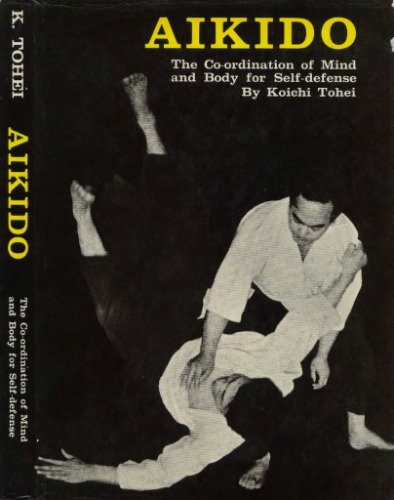 K. TOHEI
AIKIDO
The Co-ordination of Mind
and Body for Self-defense
AIKIDO
The Co-ordination of Mind
and Body for Self-defense
By Koichi Tohei